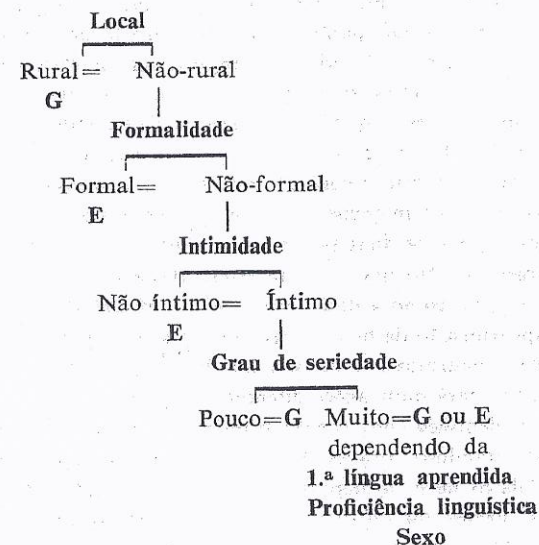 Local
Rural= Não-rural
G
Formalidade
Formal= Não-formal
E
Intimidade
Não íntimo= Íntimo
E
Grau de seriedade
Pouco=G Muito=G ou E
dependendo da
1.ª língua aprendida
Proficiência linguística
Sexo